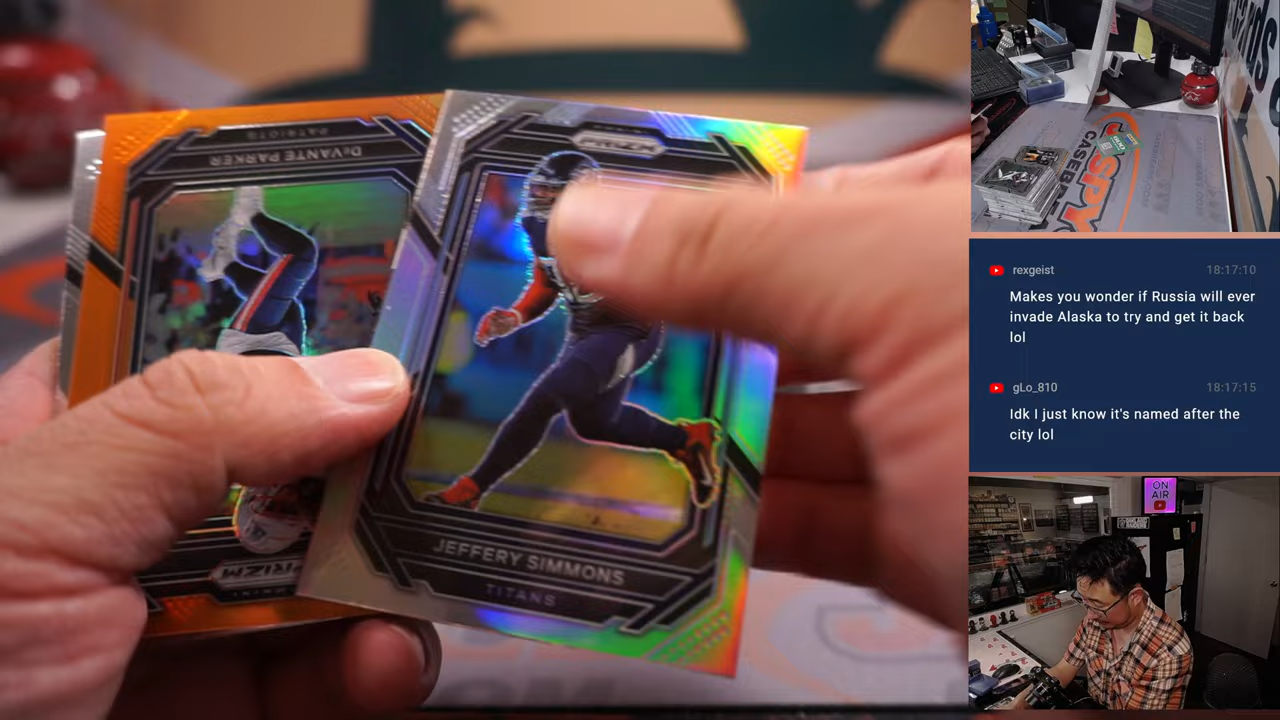 PATRIOTS
DeVANTE PARKER
PRIZM
JEFFERY SIMMONS
TITANS
SPY
CASEB
rexgeist 18:17:10
Makes you wonder if Russia will ever
invade Alaska to try and get it back
lol
gLo_810 18:17:15
Idk I just know it's named after the
city lol
ON
AIR